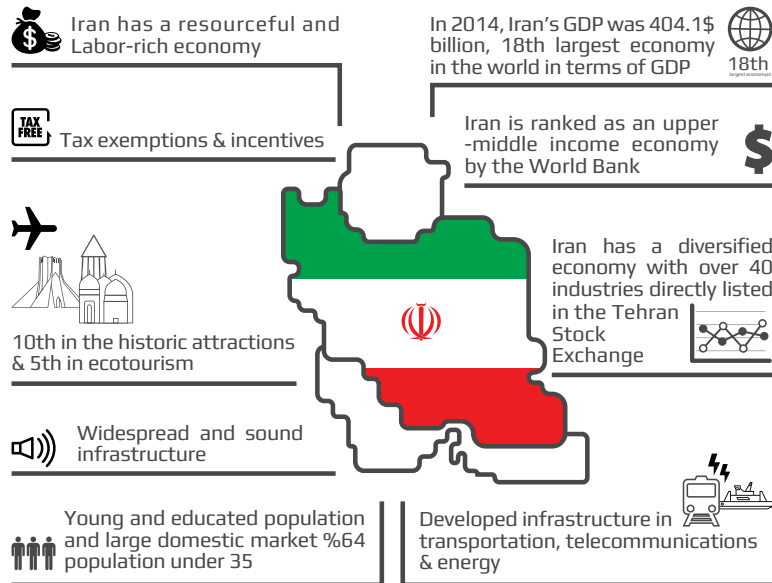 Iran has a resourceful and
Labor-rich economy
TAX
FREE
Tax exemptions & incentives
10th in the historic attractions
& 5th in ecotourism
Widespread and sound
infrastructure
Young and educated population
and large domestic market %64
population under 35
In 2014, Iran's GDP was 404.1$
billion, 18th largest economy
in the world in terms of GDP
18th
largest economyin
Iran is ranked as an upper
-middle income economy
by the World Bank
Iran has a diversified
economy with over 40
industries directly listed
in the Tehran
Stock
Exchange
Developed infrastructure in
transportation, telecommunications
& energy